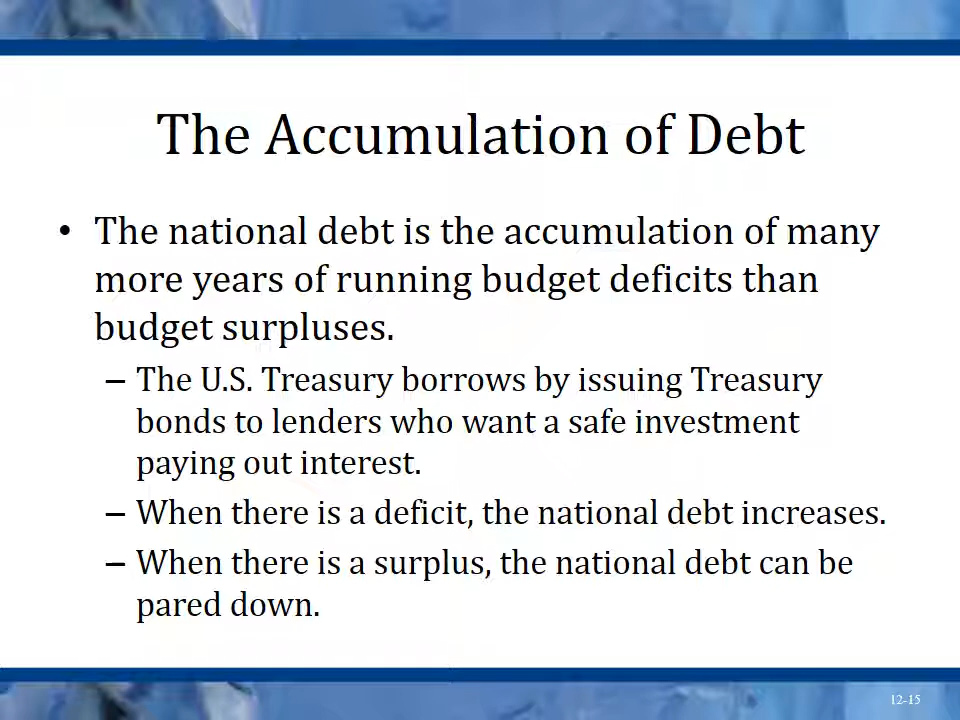 The Accumulation of Debt
• The national debt is the accumulation of many
more years of running budget deficits than
budget surpluses.
– The U.S. Treasury borrows by issuing Treasury
bonds to lenders who want a safe investment
paying out interest.
– When there is a deficit, the national debt increases.
– When there is a surplus, the national debt can be
pared down.
12-15